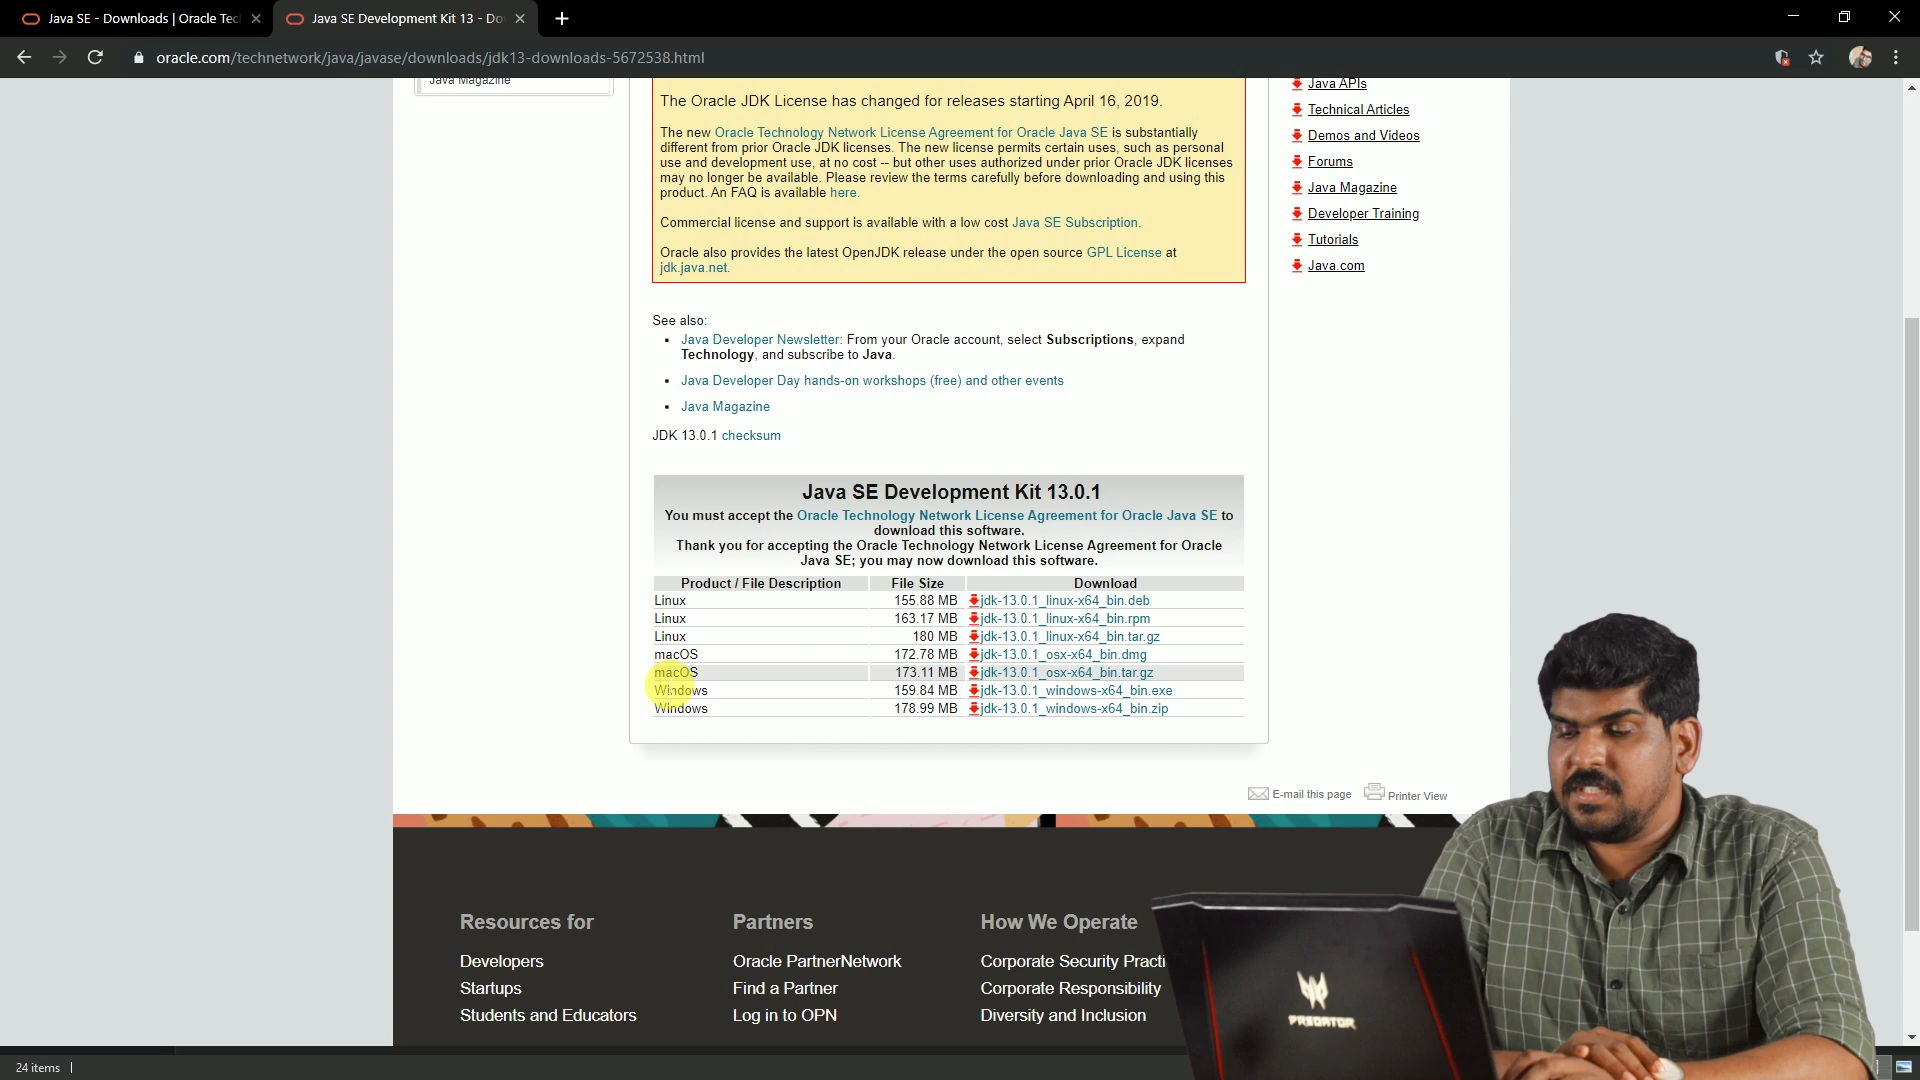 Java SE - Downloads | Oracle Tec
Java SE Development Kit 13 - Do
oracle.com/technetwork/java/javase/downloads/jdk13-downloads-5672538.html
Java Magazine
The Oracle JDK License has changed for releases starting April 16, 2019.
The new Oracle Technology Network License Agreement for Oracle Java SE is substantially
different from prior Oracle JDK licenses. The new license permits certain uses, such as personal
use and development use, at no cost -- but other uses authorized under prior Oracle JDK licenses
may no longer be available. Please review the terms carefully before downloading and using this
product. An FAQ is available here.
Commercial license and support is available with a low cost Java SE Subscription.
Oracle also provides the latest OpenJDK release under the open source GPL License at
jdk.java.net.
Java APIs
Technical Articles
Demos and Videos
Forums
Java Magazine
Developer Training
Tutorials
Java.com
See also:
Java Developer Newsletter: From your Oracle account, select Subscriptions, expand
Technology, and subscribe to Java.
Java Developer Day hands-on workshops (free) and other events
Java Magazine
JDK 13.0.1 checksum
Java SE Development Kit 13.0.1
You must accept the Oracle Technology Network License Agreement for Oracle Java SE to
download this software.
Thank you for accepting the Oracle Technology Network License Agreement for Oracle
Java SE; you may now download this software.
Product / File Description File Size Download
Linux 155.88 MB jdk-13.0.1_linux-x64_bin.deb
Linux 163.17 MB jdk-13.0.1_linux-x64_bin.rpm
Linux 180 MB jdk-13.0.1_linux-x64_bin.tar.gz
macOS 172.78 MB jdk-13.0.1_osx-x64_bin.dmg
macOS 173.11 MB jdk-13.0.1_osx-x64_bin.tar.gz
Windows 159.84 MB jdk-13.0.1_windows-x64_bin.exe
Windows 178.99 MB jdk-13.0.1_windows-x64_bin.zip
E-mail this page Printer View
Resources for
Developers
Startups
Students and Educators
Partners
Oracle PartnerNetwork
Find a Partner
Log in to OPN
How We Operate
Corporate Security Practi
Corporate Responsibility
Diversity and Inclusion
PREDATOR
24 items